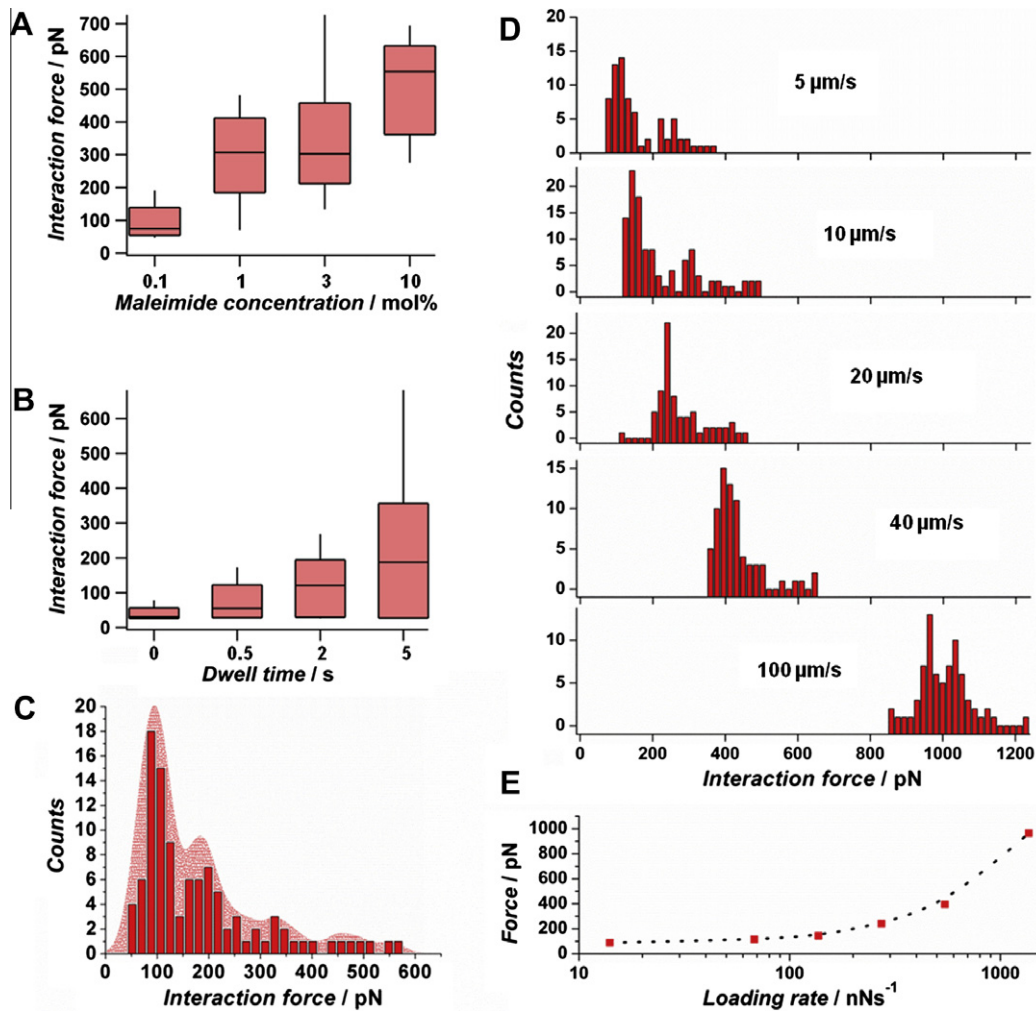 A
Interaction force / pN
700
600
500
400
300
200
100
0
0.1 1 3 10
Maleimide concentration / mol%
B
Interaction force / pN
600
500
400
300
200
100
0
0 0.5 2 5
Dwell time / s
C
Counts
20
18
16
14
12
10
8
6
4
2
0
0 100 200 300 400 500 600
Interaction force / pN
D
Counts
20
15
10
5
0
5 µm/s
20
15
10
5
0
10 µm/s
20
15
10
5
0
20 µm/s
15
10
5
0
40 µm/s
10
5
0
100 µm/s
0 200 400 600 800 1000 1200
Interaction force / pN
E
Force / pN
1000
800
600
400
200
0
10 100 1000
Loading rate / nNs⁻¹